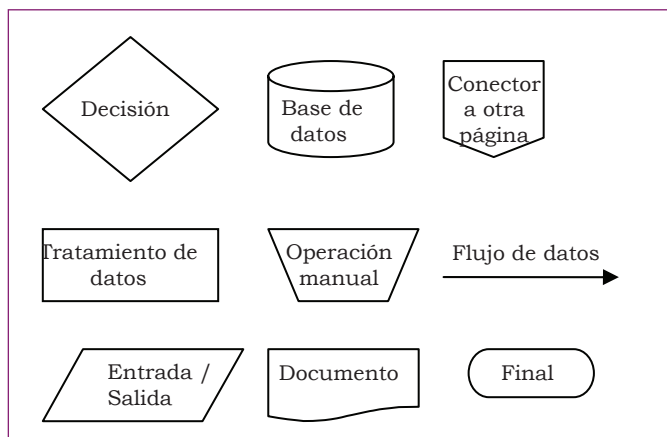 Decisión
Base de
datos
Conector
a otra
página
Tratamiento de
datos
Operación
manual
Flujo de datos
Entrada /
Salida
Documento
Final